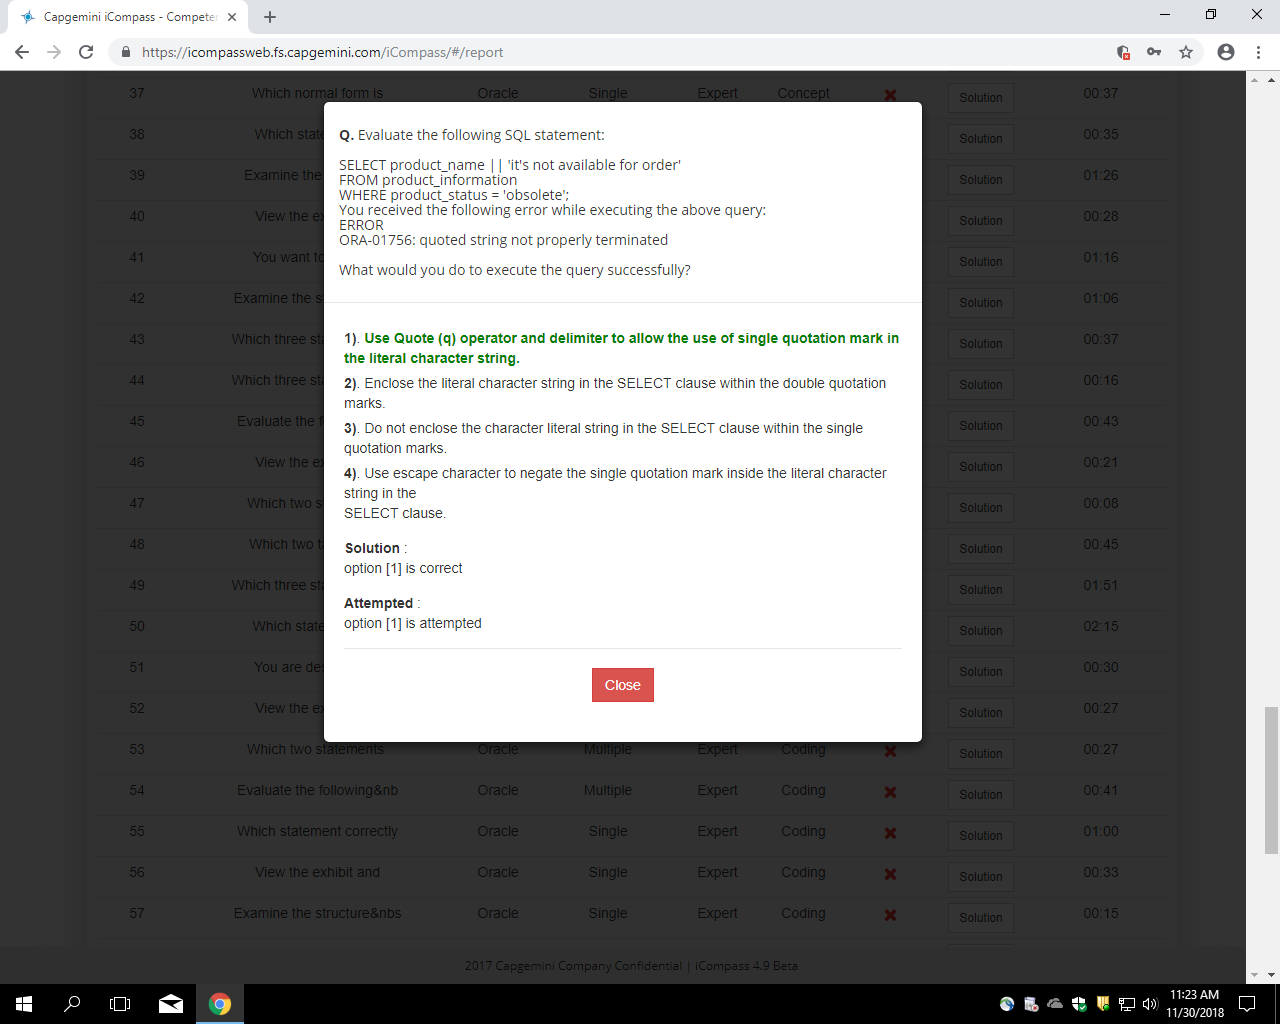 Capgemini iCompass - Competer
https://icompassweb.fs.capgemini.com/iCompass/#/report
37 Which normal form is Oracle Single Expert Concept Solution 00:37
38 Which state Solution 00:35
39 Examine the Solution 01:26
40 View the ex Solution 00:28
41 You want to Solution 01:16
42 Examine the s Solution 01:06
43 Which three sta Solution 00:37
44 Which three sta Solution 00:16
45 Evaluate the f Solution 00:43
46 View the ex Solution 00:21
47 Which two s Solution 00:08
48 Which two t Solution 00:45
49 Which three sta Solution 01:51
50 Which state Solution 02:15
51 You are de Solution 00:30
52 View the ex Solution 00:27
Q. Evaluate the following SQL statement:
SELECT product_name || 'it's not available for order'
FROM product_information
WHERE product_status = 'obsolete';
You received the following error while executing the above query:
ERROR
ORA-01756: quoted string not properly terminated
What would you do to execute the query successfully?
1). Use Quote (q) operator and delimiter to allow the use of single quotation mark in
the literal character string.
2). Enclose the literal character string in the SELECT clause within the double quotation
marks.
3). Do not enclose the character literal string in the SELECT clause within the single
quotation marks.
4). Use escape character to negate the single quotation mark inside the literal character
string in the
SELECT clause.
Solution :
option [1] is correct
Attempted :
option [1] is attempted
Close
53 Which two statements Oracle Multiple Expert Coding Solution 00:27
54 Evaluate the following&nb Oracle Multiple Expert Coding Solution 00:41
55 Which statement correctly Oracle Single Expert Coding Solution 01:00
56 View the exhibit and Oracle Single Expert Coding Solution 00:33
57 Examine the structure&nbs Oracle Single Expert Coding Solution 00:15
2017 Capgemini Company Confidential | iCompass 4.9 Beta
11:23 AM
11/30/2018